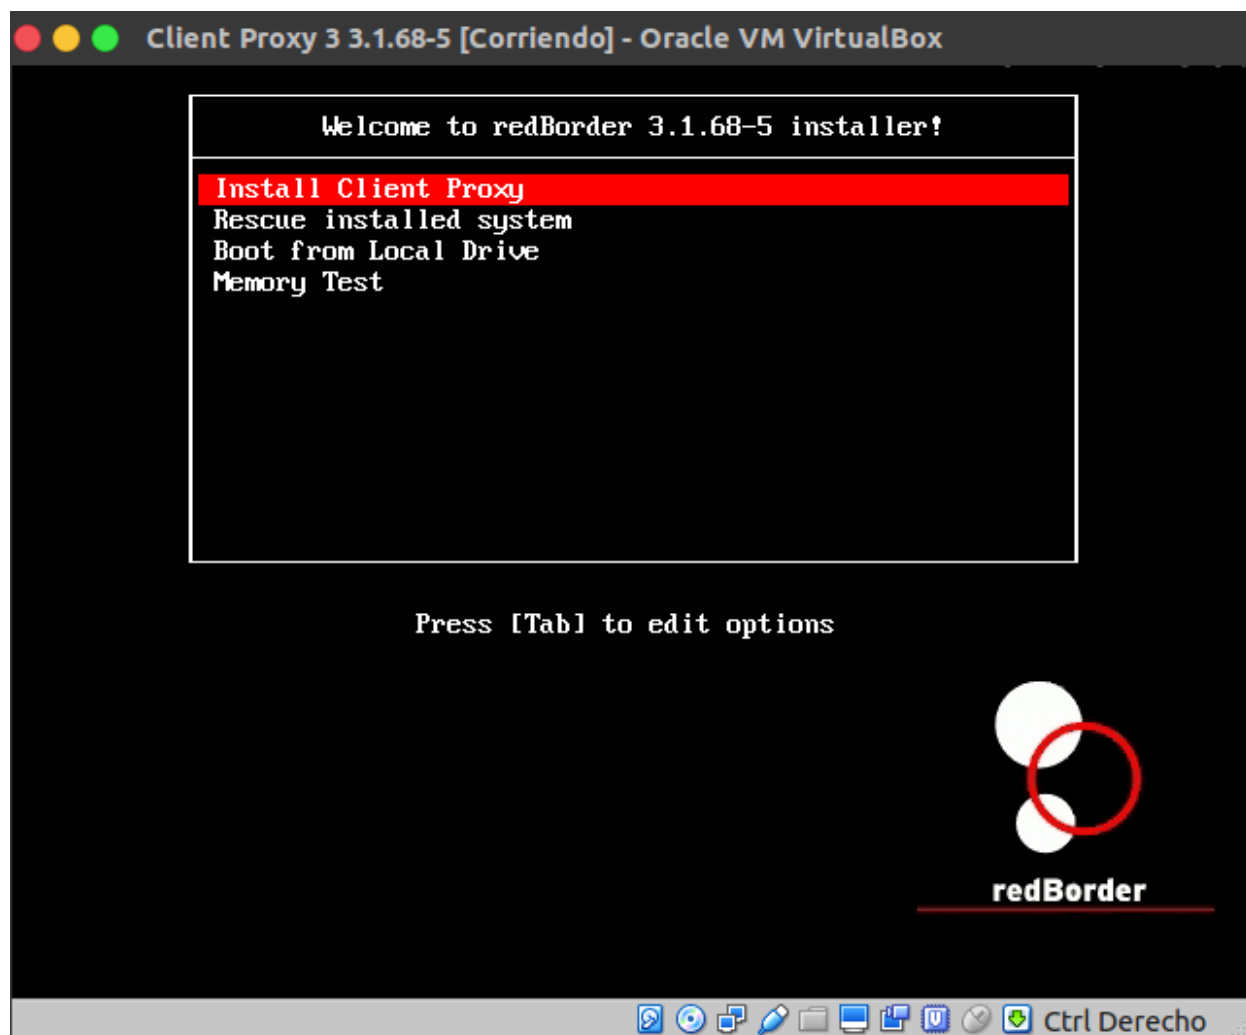 Client Proxy 3 3.1.68-5 [Corriendo] - Oracle VM VirtualBox
Welcome to redBorder 3.1.68-5 installer!
Install Client Proxy
Rescue installed system
Boot from Local Drive
Memory Test
Press [Tab] to edit options
redBorder
Ctrl Derecho